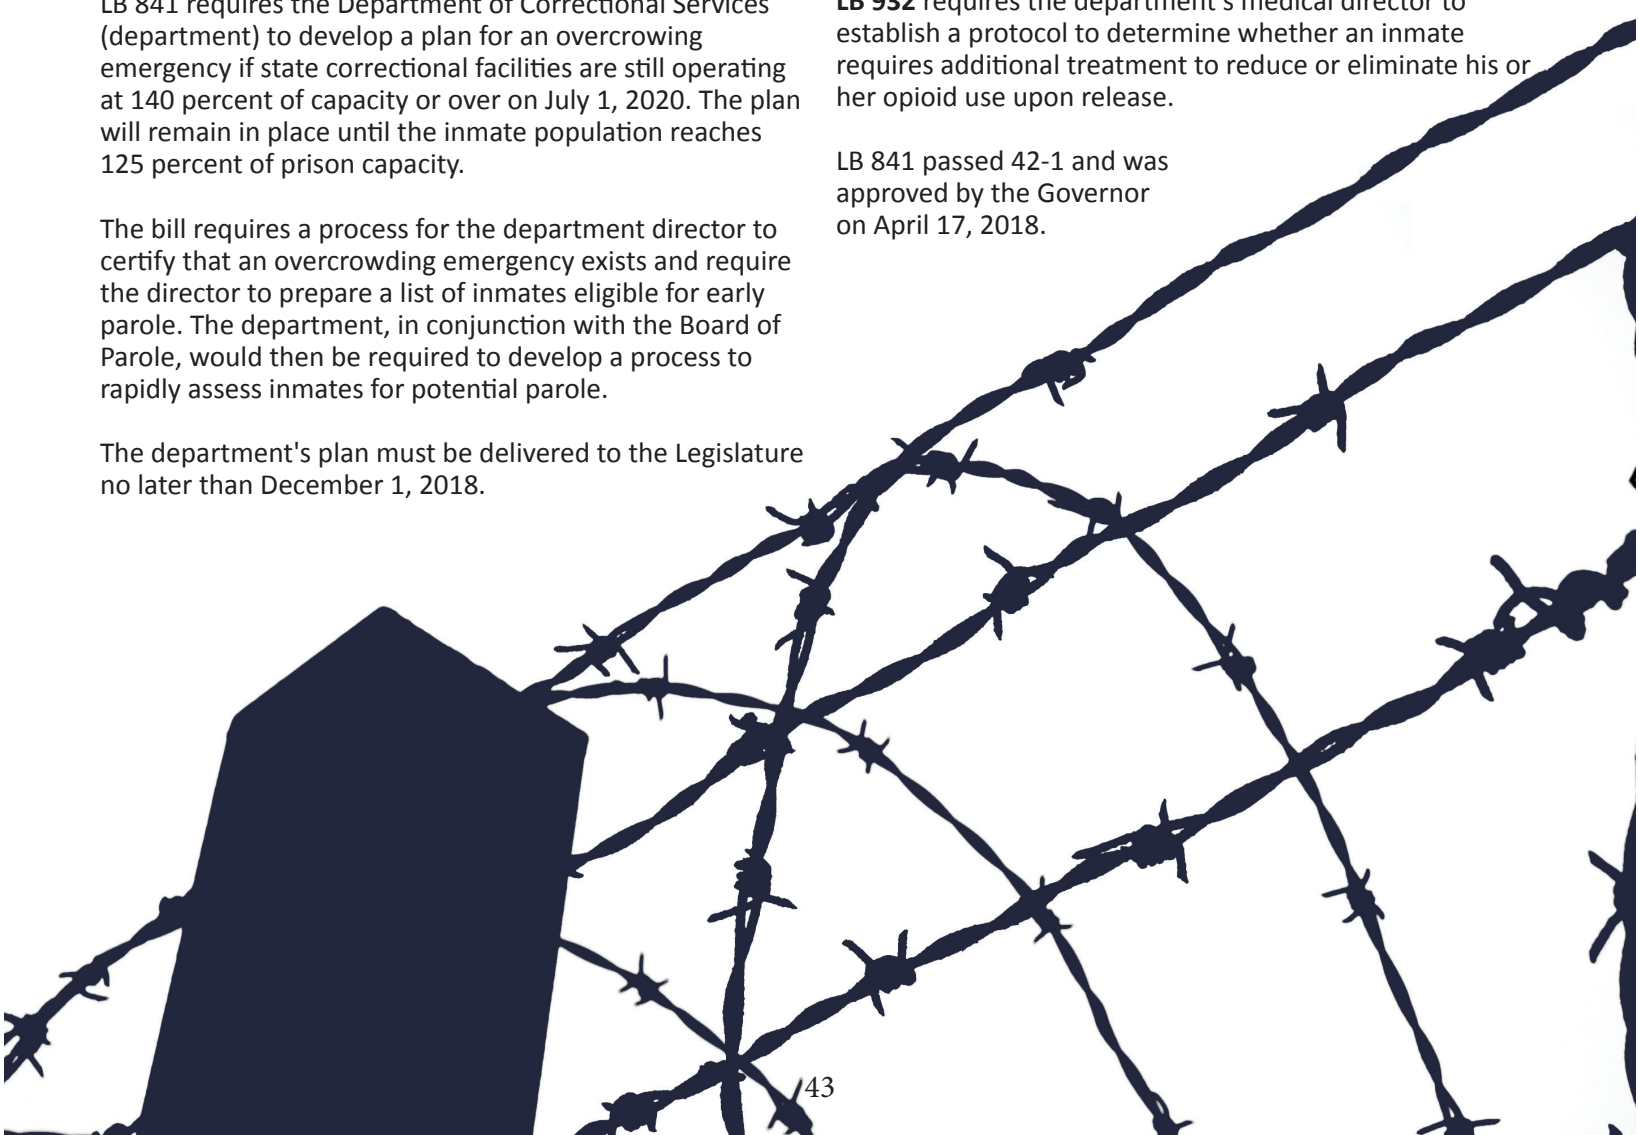 LB 841 requires the Department of Correctional Services
(department) to develop a plan for an overcrowing
emergency if state correctional facilities are still operating
at 140 percent of capacity or over on July 1, 2020. The plan
will remain in place until the inmate population reaches
125 percent of prison capacity.
The bill requires a process for the department director to
certify that an overcrowding emergency exists and require
the director to prepare a list of inmates eligible for early
parole. The department, in conjunction with the Board of
Parole, would then be required to develop a process to
rapidly assess inmates for potential parole.
The department's plan must be delivered to the Legislature
no later than December 1, 2018.
LB 932 requires the department's medical director to
establish a protocol to determine whether an inmate
requires additional treatment to reduce or eliminate his or
her opioid use upon release.
LB 841 passed 42-1 and was
approved by the Governor
on April 17, 2018.
43